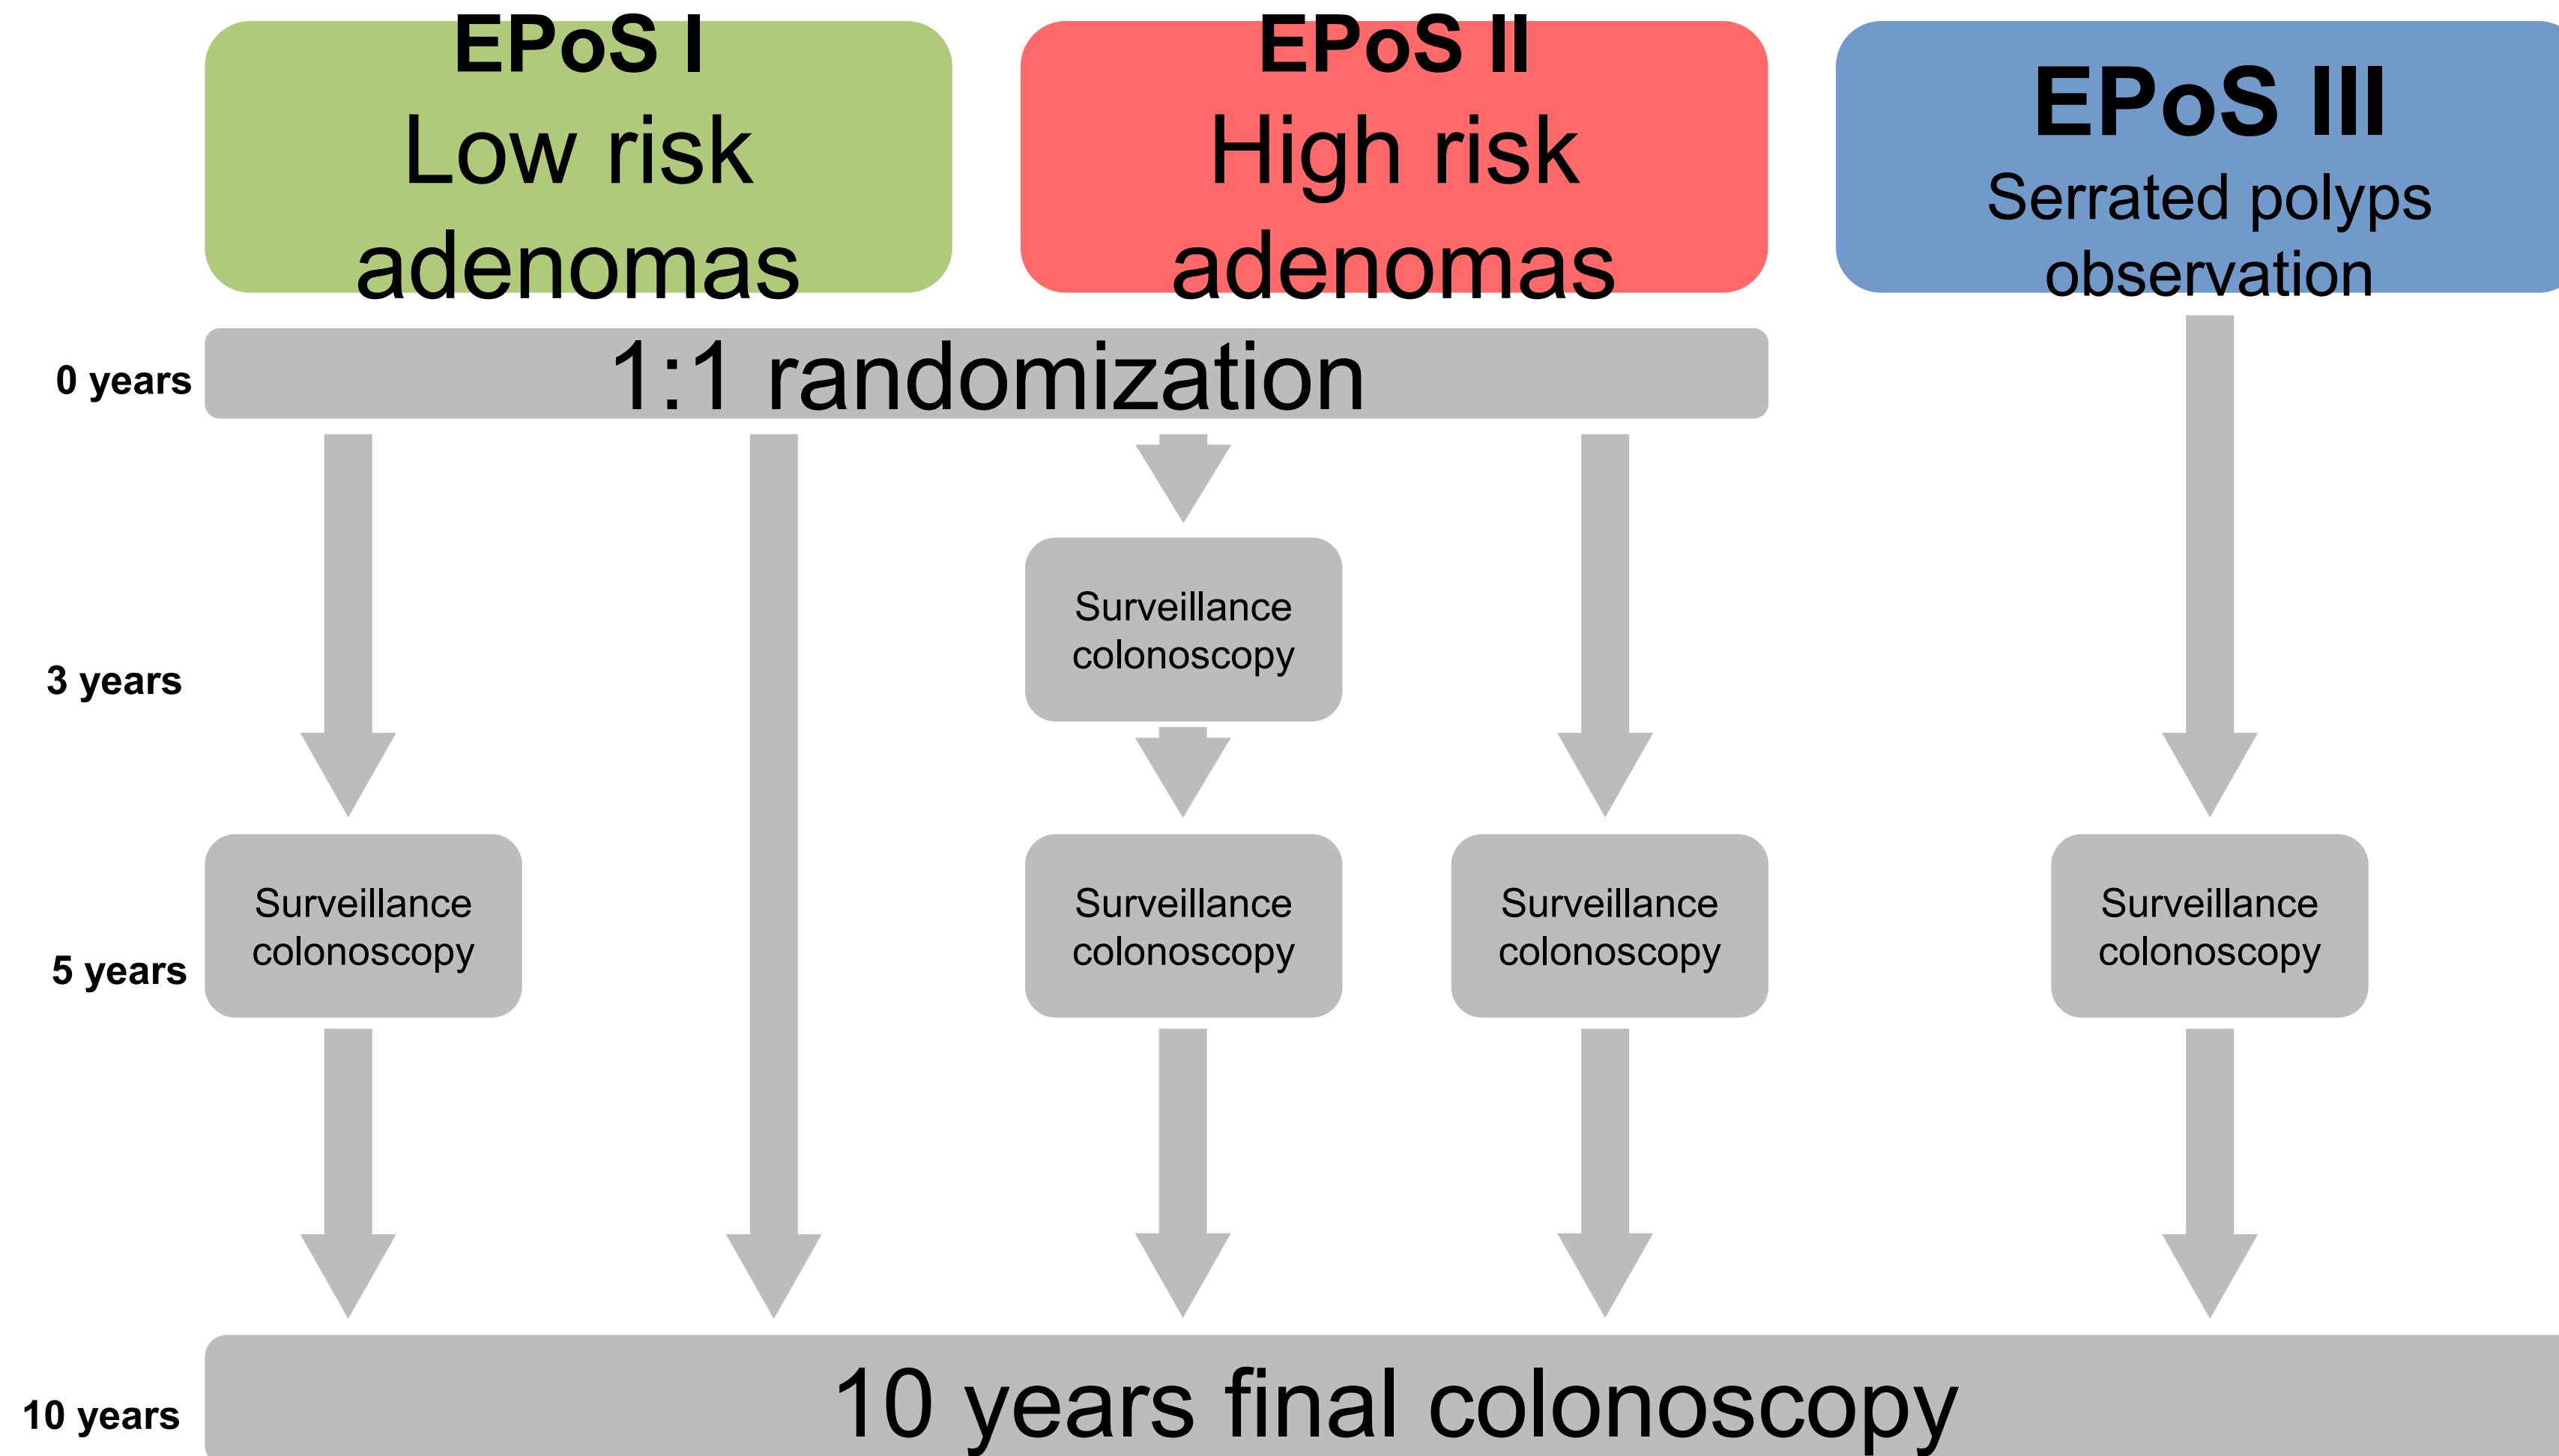 EPoS I
Low risk
adenomas
EPoS II
High risk
adenomas
EPoS III
Serrated polyps
observation
0 years
1:1 randomization
3 years
Surveillance
colonoscopy
5 years
Surveillance
colonoscopy
Surveillance
colonoscopy
Surveillance
colonoscopy
Surveillance
colonoscopy
10 years
10 years final colonoscopy